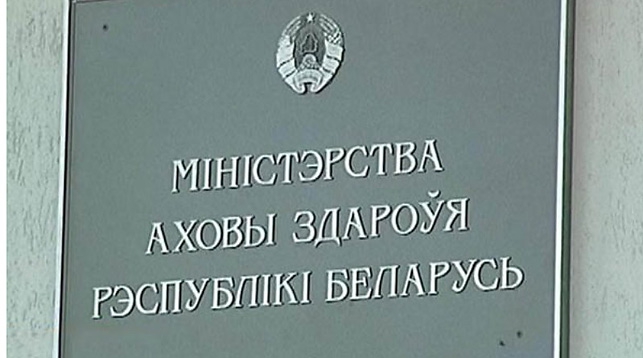 МІНІСТЭРСТВА
АХОВЫ ЗДАРОЎЯ
РЭСПУБЛІКІ БЕЛАРУСЬ